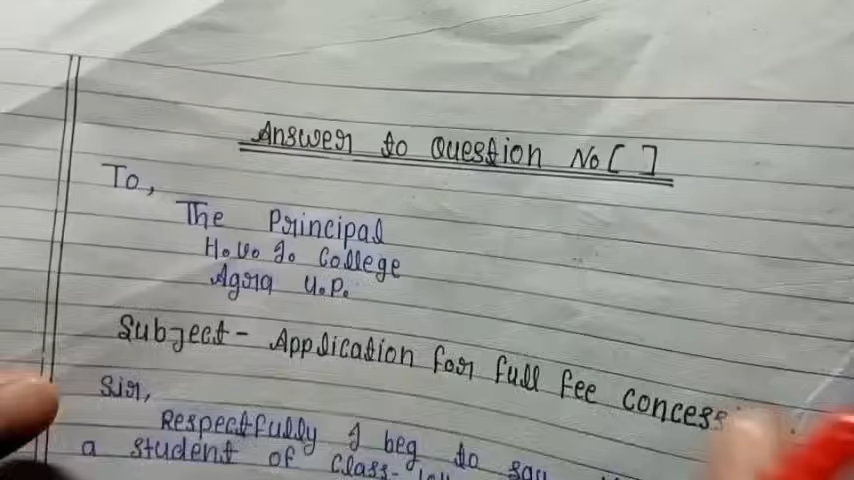 Answer to Question No [ ]
To,
The Principal
H.V. I. College
Agra U.P.
Subject- Application for full fee concess
Sir,
Respectfully I beg to say
a student of Class-